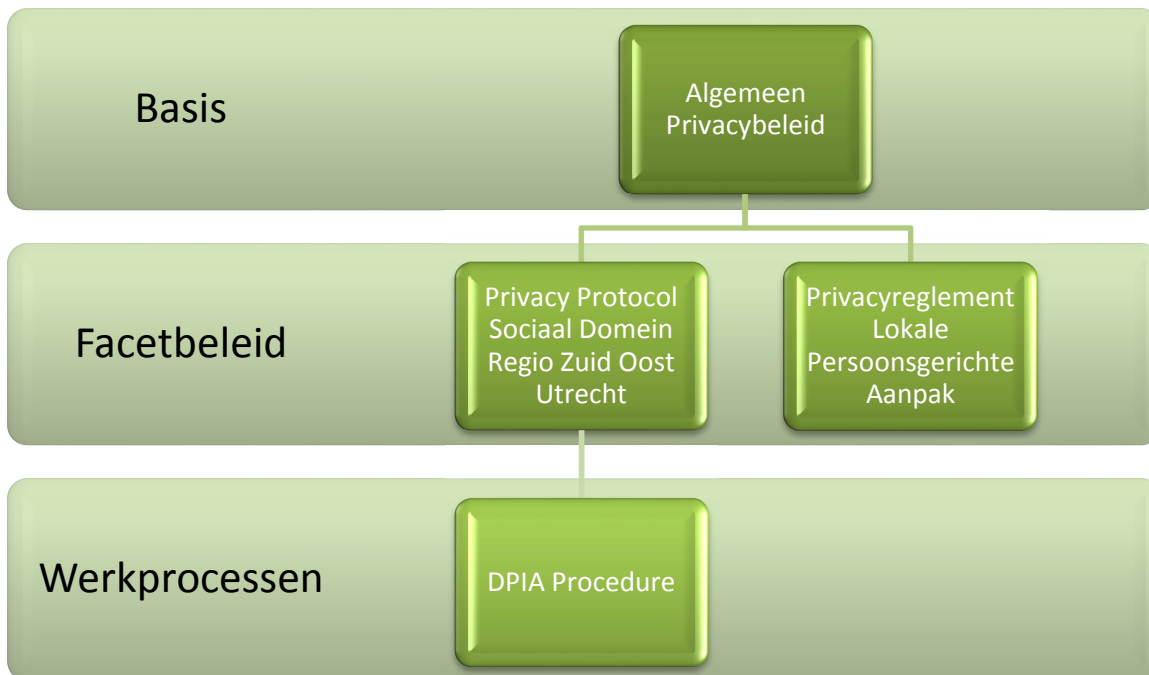 Basis
Algemeen
Privacybeleid
Facetbeleid
Privacy Protocol
Sociaal Domein
Regio Zuid Oost
Utrecht
Privacyreglement
Lokale
Persoonsgerichte
Aanpak
Werkprocessen
DPIA Procedure